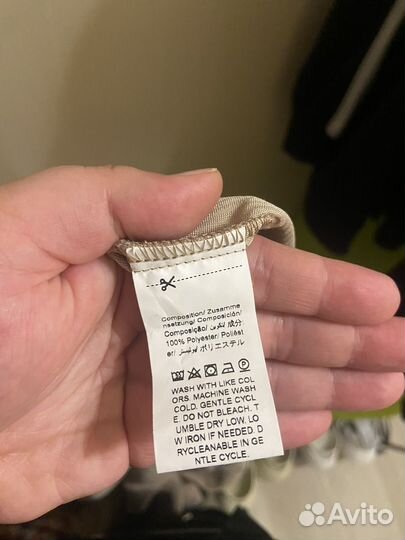 Composition/ Zusamme
nsetzung/ Composición/
Composição/ تكوين/ 成分
100% Polyester/ Poliést
er/ بوليستر/ ポリエステル
WASH WITH LIKE COL
ORS. MACHINE WASH
COLD. GENTLE CYCL
E. DO NOT BLEACH. T
UMBLE DRY LOW. LO
W IRON IF NEEDED. D
RYCLEANABLE IN GE
NTLE CYCLE.
Avito